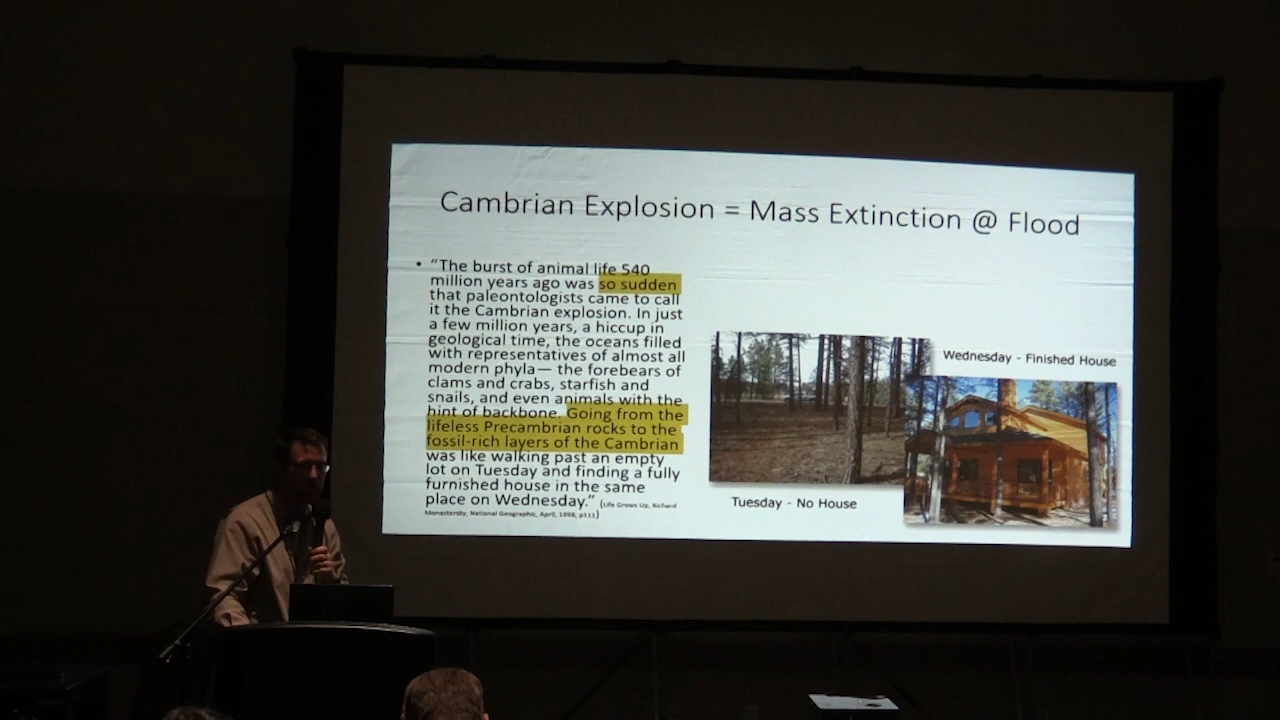 Cambrian Explosion = Mass Extinction @ Flood
• “The burst of animal life 540
million years ago was so sudden
that paleontologists came to call
it the Cambrian explosion. In just
a few million years, a hiccup in
geological time, the oceans filled
with representatives of almost all
modern phyla— the forebears of
clams and crabs, starfish and
snails, and even animals with the
hint of backbone. Going from the
lifeless Precambrian rocks to the
fossil-rich layers of the Cambrian
was like walking past an empty
lot on Tuesday and finding a fully
furnished house in the same
place on Wednesday.” (Life Grows Up, Richard
Monastersky, National Geographic, April, 1998, p111)
Wednesday - Finished House
Tuesday - No House